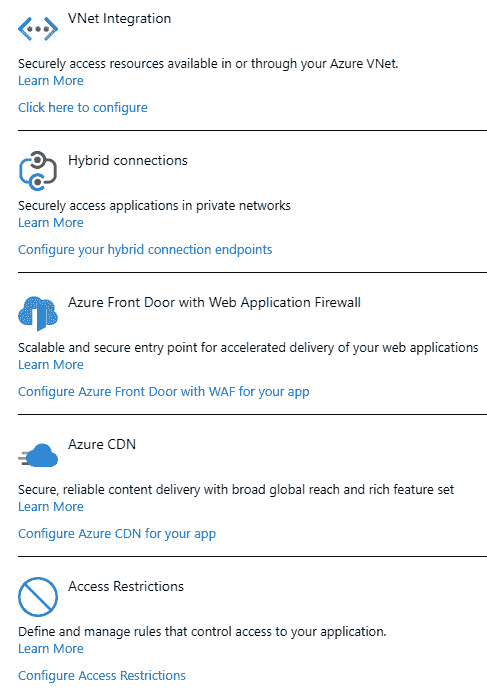 VNet Integration
Securely access resources available in or through your Azure VNet.
Learn More
Click here to configure
Hybrid connections
Securely access applications in private networks
Learn More
Configure your hybrid connection endpoints
Azure Front Door with Web Application Firewall
Scalable and secure entry point for accelerated delivery of your web applications
Learn More
Configure Azure Front Door with WAF for your app
Azure CDN
Secure, reliable content delivery with broad global reach and rich feature set
Learn More
Configure Azure CDN for your app
Access Restrictions
Define and manage rules that control access to your application.
Learn More
Configure Access Restrictions